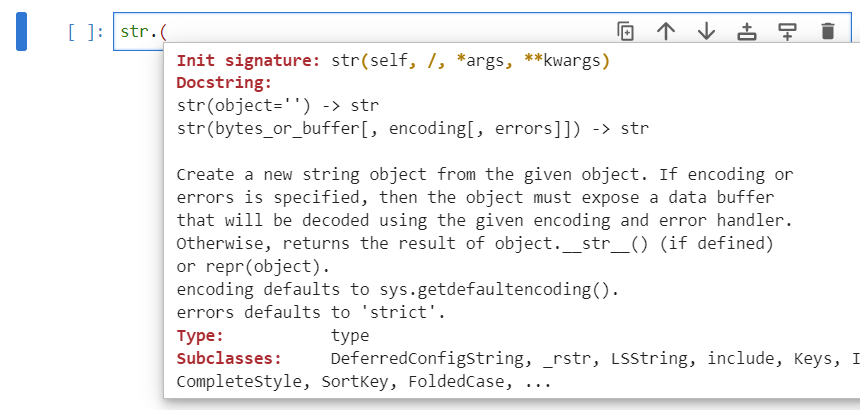 [ ]: str.(
Init signature: str(self, /, *args, **kwargs)
Docstring:
str(object='') -> str
str(bytes_or_buffer[, encoding[, errors]]) -> str
Create a new string object from the given object. If encoding or
errors is specified, then the object must expose a data buffer
that will be decoded using the given encoding and error handler.
Otherwise, returns the result of object.__str__() (if defined)
or repr(object).
encoding defaults to sys.getdefaultencoding().
errors defaults to 'strict'.
Type: type
Subclasses: DeferredConfigString, _rstr, LSString, include, Keys,
CompleteStyle, SortKey, FoldedCase, ...